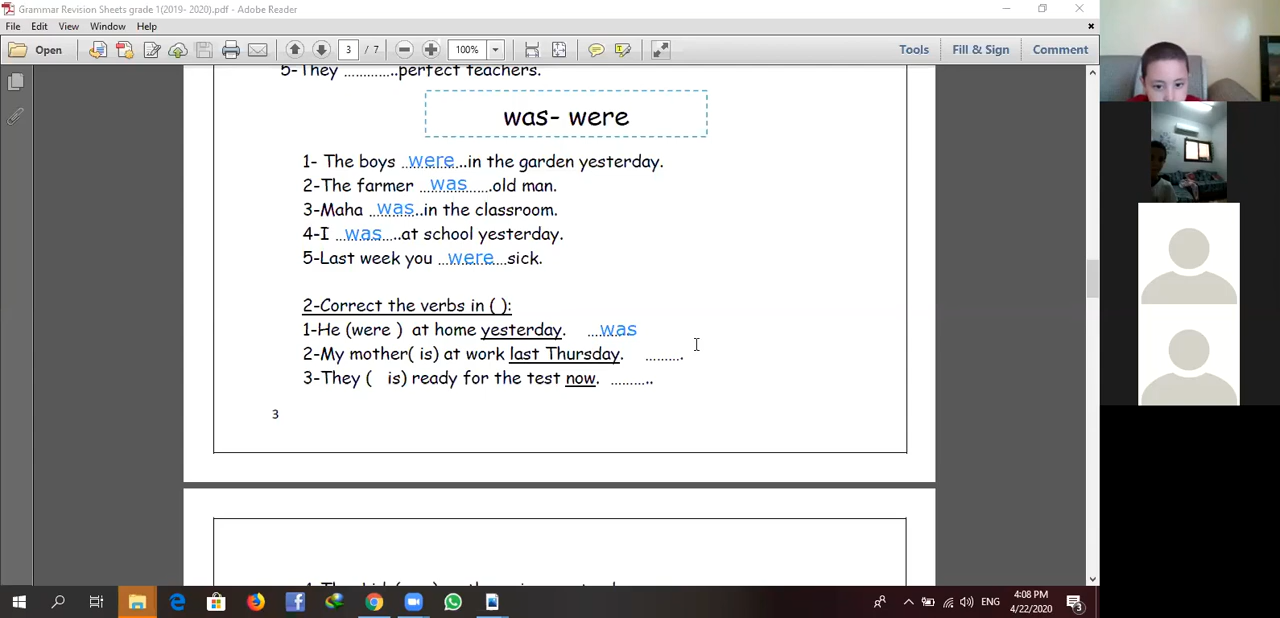 Grammar Revision Sheets grade 1(2019- 2020).pdf - Adobe Reader
File Edit View Window Help
Open 3 / 7 100% Tools Fill & Sign Comment
5-They ............perfect teachers.
was- were
1- The boys ..were..in the garden yesterday.
2-The farmer ..was......old man.
3-Maha ..was..in the classroom.
4-I ...was....at school yesterday.
5-Last week you ...were...sick.
2-Correct the verbs in ( ):
1-He (were ) at home yesterday. ...was
2-My mother( is) at work last Thursday. ..........
3-They ( is) ready for the test now. ...........
3
ENG
4:08 PM
4/22/2020
3